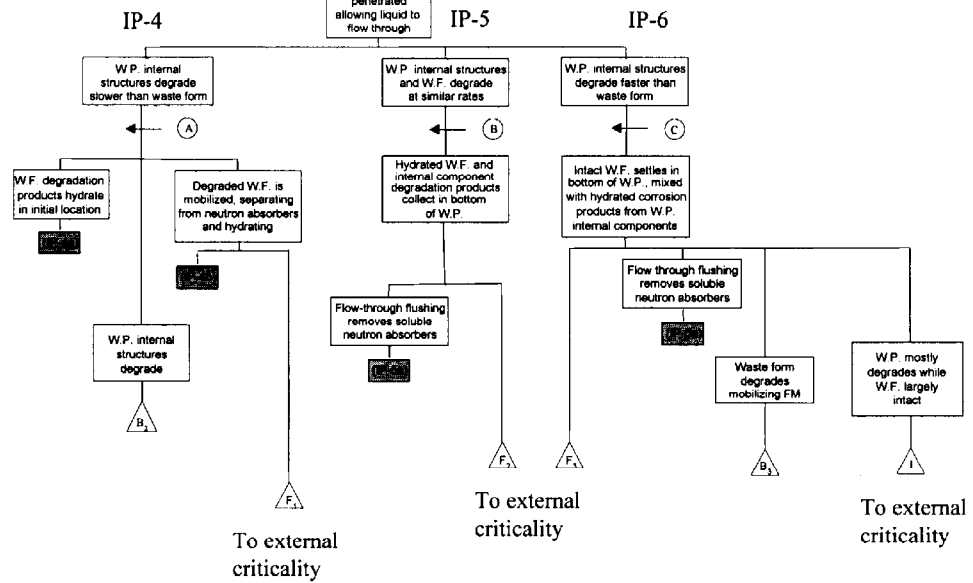 IP-4
penetrated
allowing liquid to
flow through
IP-5
IP-6
W.P. internal
structures degrade
slower than waste form
W.P. internal structures
and W.F. degrade
at similar rates
W.P. internal structures
degrade faster than
waste form
A
B
C
W.F. degradation
products hydrate
in initial location
Degraded W.F. is
mobilized, separating
from neutron absorbers
and hydrating
Hydrated W.F. and
internal component
degradation products
collect in bottom
of W.P.
Intact W.F. settles in
bottom of W.P., mixed
with hydrated corrosion
products from W.P.
internal components
Flow-through flushing
removes soluble
neutron absorbers
Flow through flushing
removes soluble
neutron absorbers
W.P. internal
structures
degrade
Waste form
degrades
mobilizing FM
W.P. mostly
degrades while
W.F. largely
intact
B2
F1
F2
F3
B3
I
To external
criticality
To external
criticality
To external
criticality